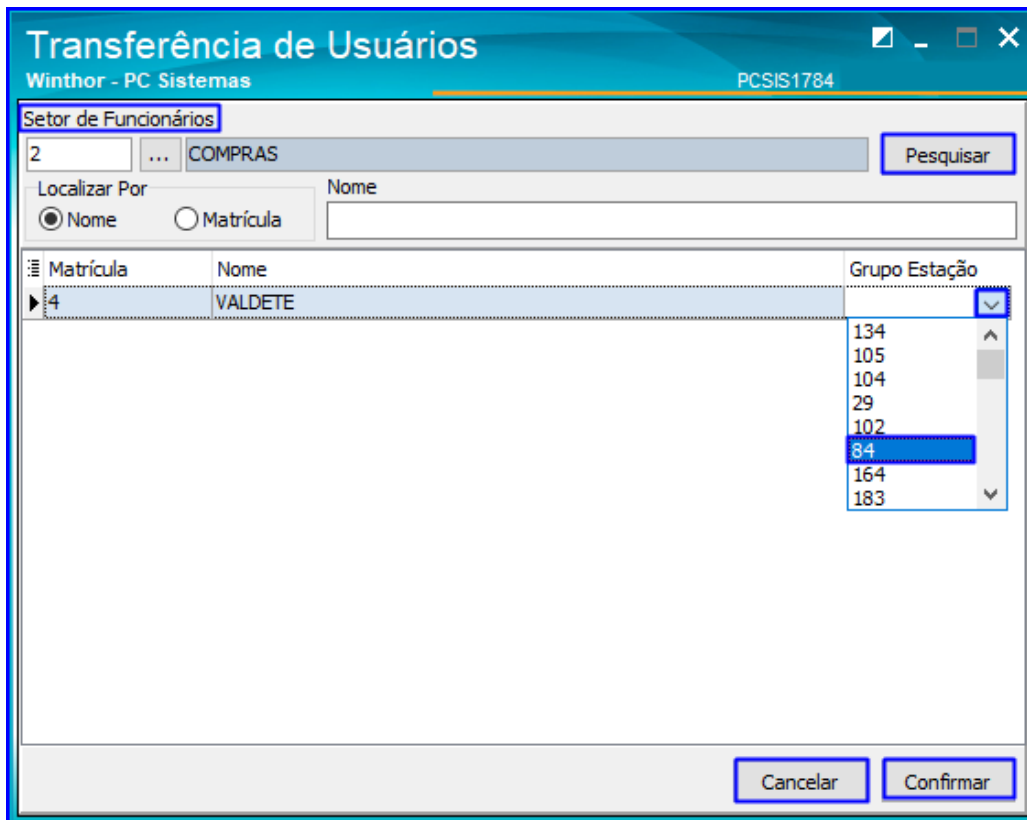 Transferência de Usuários
Winthor - PC Sistemas PCSIS1784
Setor de Funcionários
2 ... COMPRAS Pesquisar
Localizar Por Nome
Nome Matrícula
Matrícula Nome Grupo Estação
4 VALDETE
134
105
104
29
102
84
164
183
Cancelar Confirmar